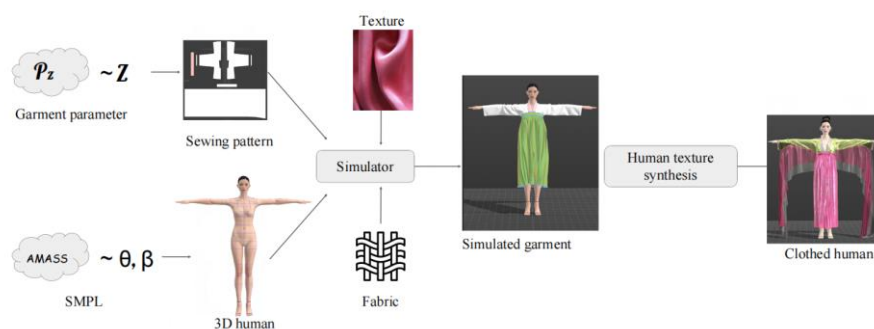 Texture
Pz ~ Z
Garment parameter
Sewing pattern
Simulator
Human texture
synthesis
Simulated garment
Clothed human
AMASS ~ θ, β
SMPL
3D human
Fabric